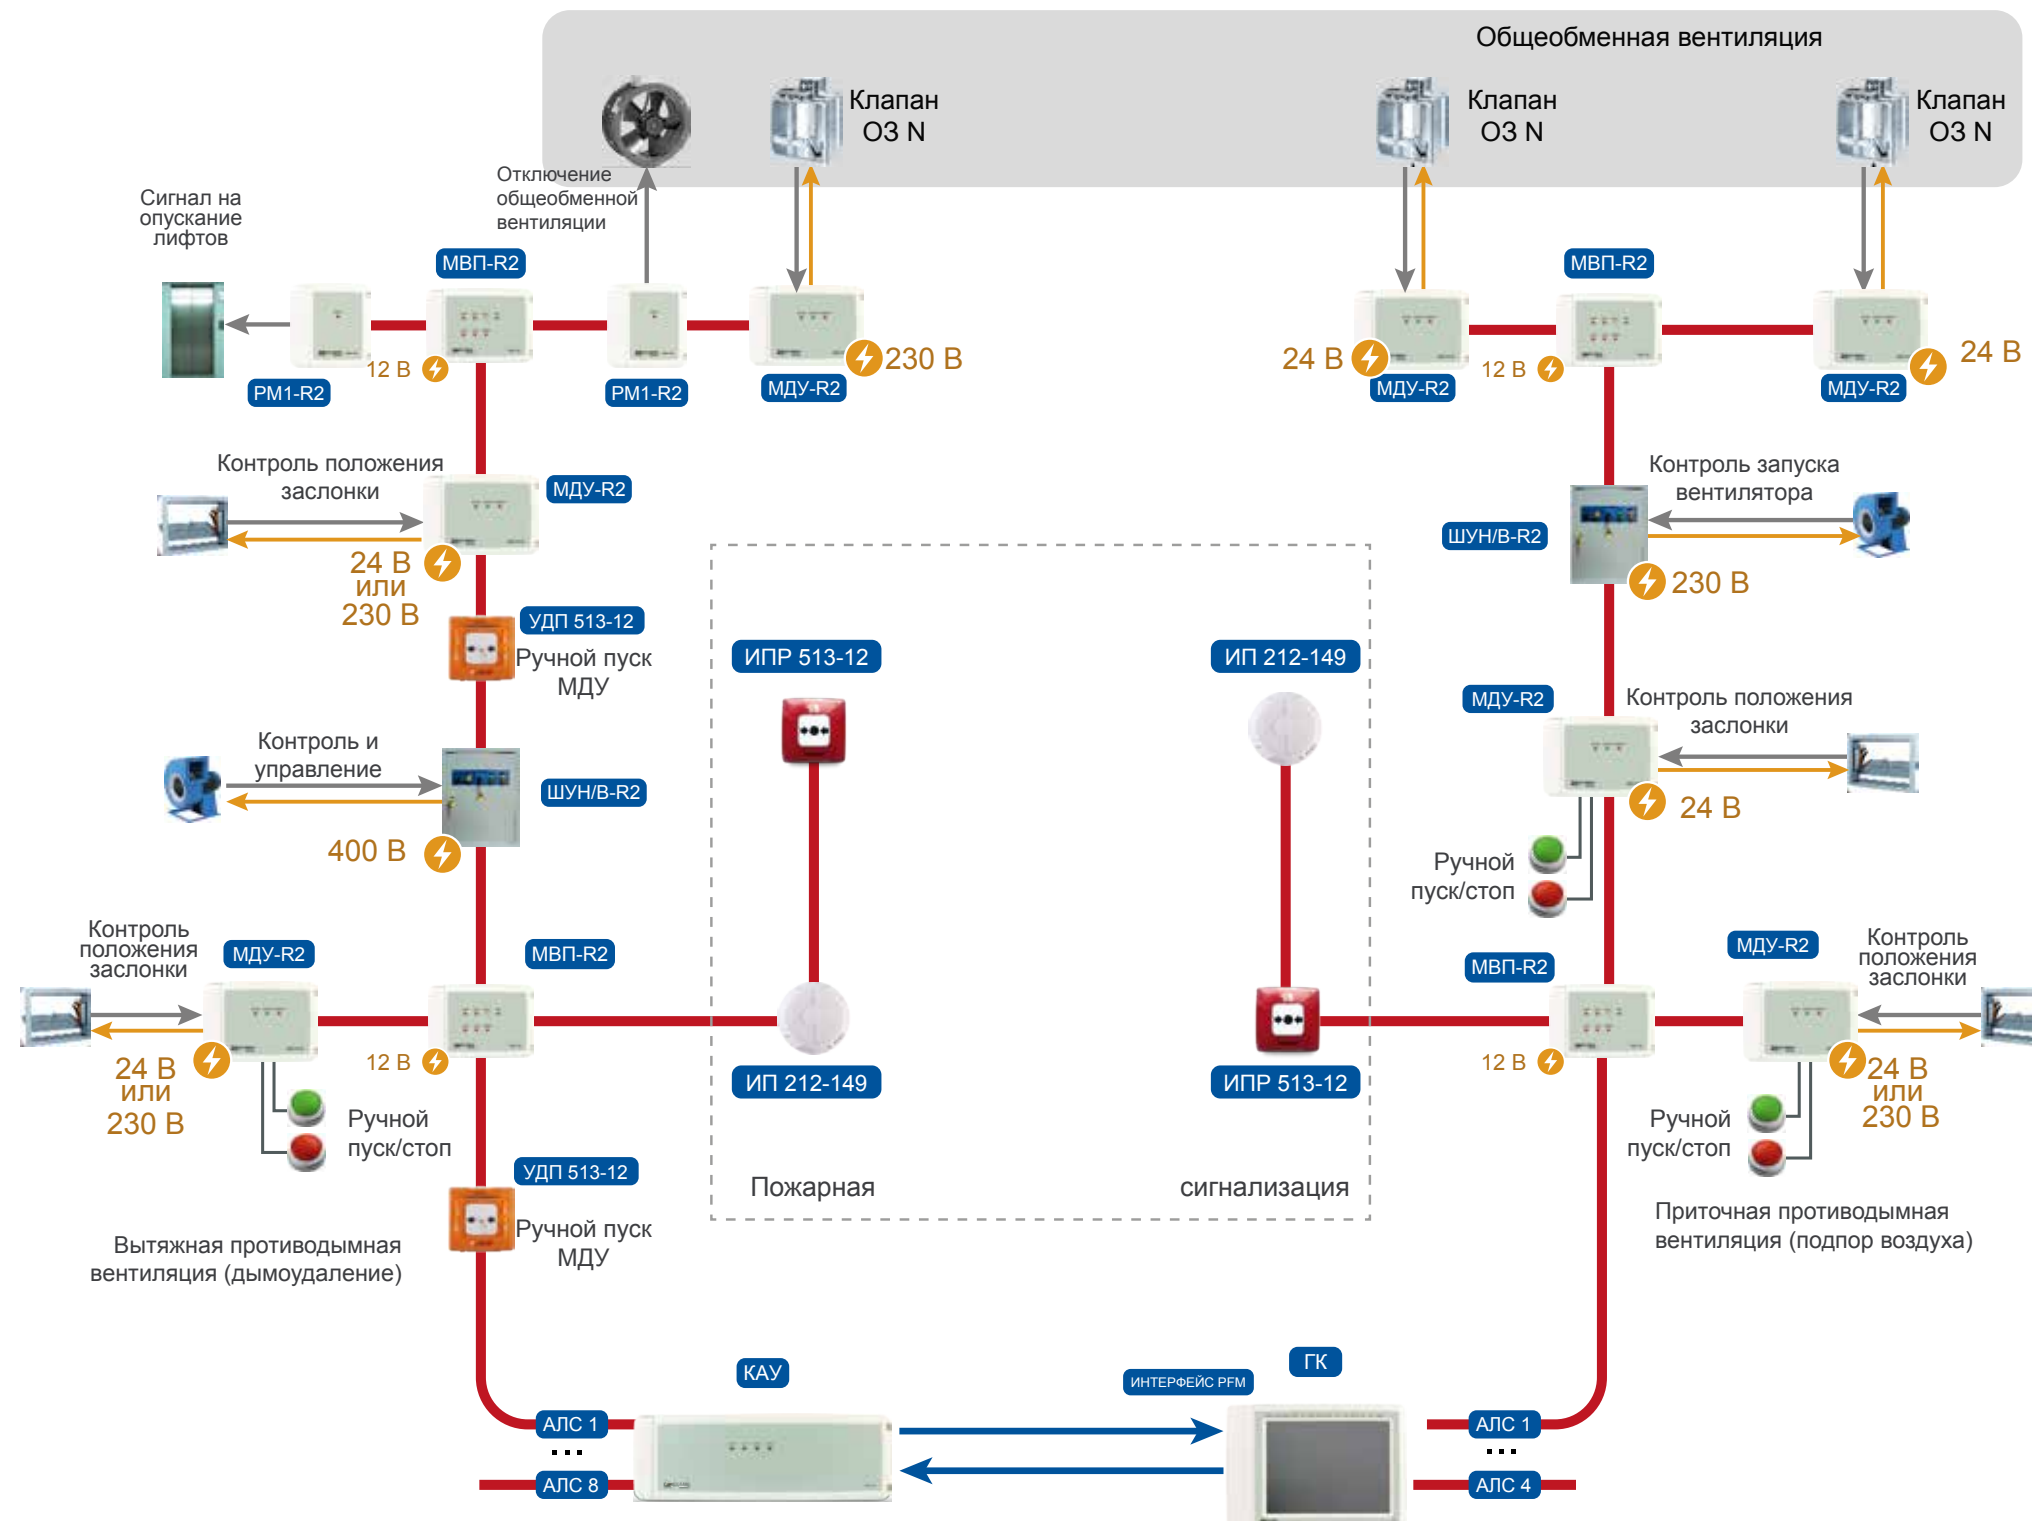 Общеобменная вентиляция
Клапан
ОЗ N
Клапан
ОЗ N
Клапан
ОЗ N
Отключение
общеобменной
вентиляции
Сигнал на
опускание
лифтов
МВП-R2
МВП-R2
12 В
230 В
24 В
12 В
24 В
РМ1-R2
РМ1-R2
МДУ-R2
МДУ-R2
МДУ-R2
Контроль положения
заслонки
МДУ-R2
24 В
или
230 В
Контроль запуска
вентилятора
ШУН/В-R2
230 В
УДП 513-12
Ручной пуск
МДУ
ИПР 513-12
ИП 212-149
МДУ-R2
Контроль положения
заслонки
24 В
Контроль и
управление
ШУН/В-R2
400 В
Ручной
пуск/стоп
Контроль
положения
заслонки
МДУ-R2
МВП-R2
МВП-R2
МДУ-R2
Контроль
положения
заслонки
24 В
или
230 В
12 В
ИП 212-149
ИПР 513-12
12 В
24 В
или
230 В
Ручной
пуск/стоп
Ручной
пуск/стоп
УДП 513-12
Ручной пуск
МДУ
Пожарная
сигнализация
Вытяжная противодымная
вентиляция (дымоудаление)
Приточная противодымная
вентиляция (подпор воздуха)
КАУ
ИНТЕРФЕЙС PFM
ГК
АЛС 1
...
АЛС 8
АЛС 1
...
АЛС 4